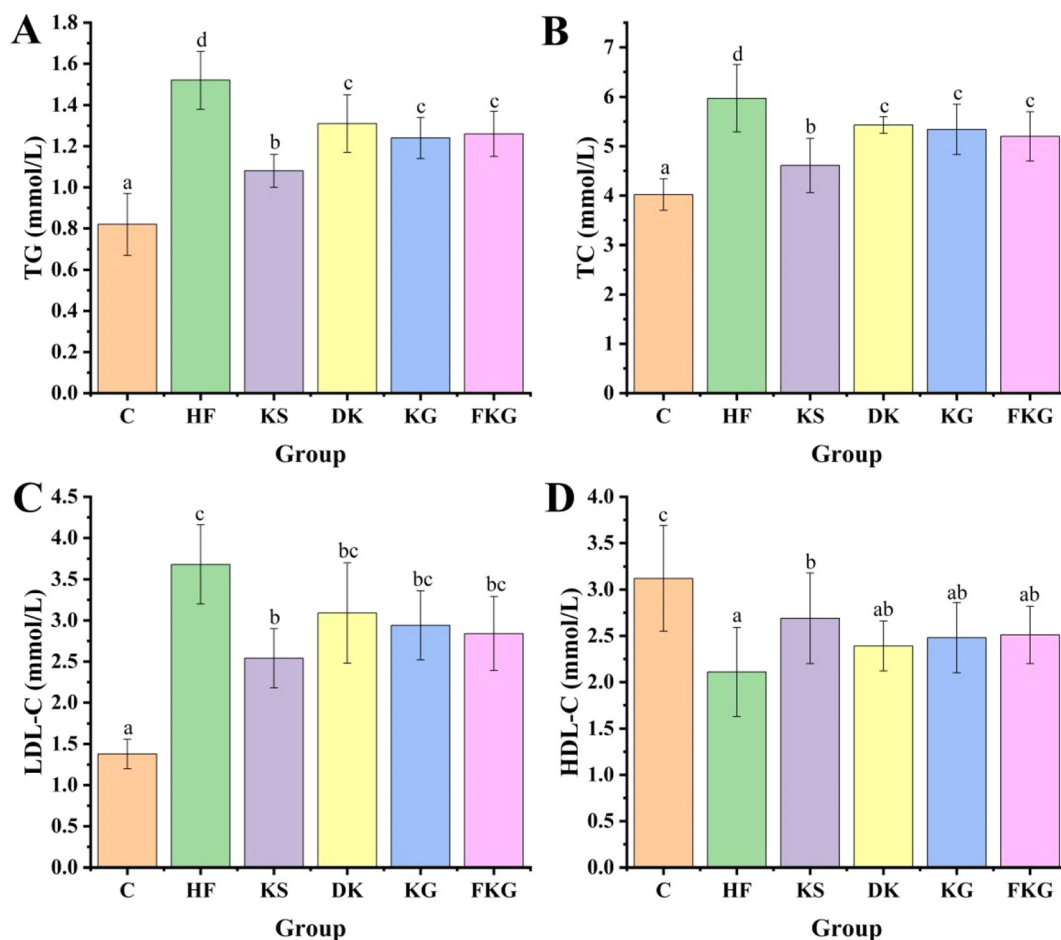 A
TG (mmol/L)
1.8
1.6
1.4
1.2
1.0
0.8
0.6
0.4
0.2
0.0
a
d
b
c
c
c
C HF KS DK KG FKG
Group
B
TC (mmol/L)
7
6
5
4
3
2
1
0
a
d
b
c
c
c
C HF KS DK KG FKG
Group
C
LDL-C (mmol/L)
4.5
4.0
3.5
3.0
2.5
2.0
1.5
1.0
0.5
0.0
a
c
b
bc
bc
bc
C HF KS DK KG FKG
Group
D
HDL-C (mmol/L)
4.0
3.5
3.0
2.5
2.0
1.5
1.0
0.5
0.0
c
a
b
ab
ab
ab
C HF KS DK KG FKG
Group